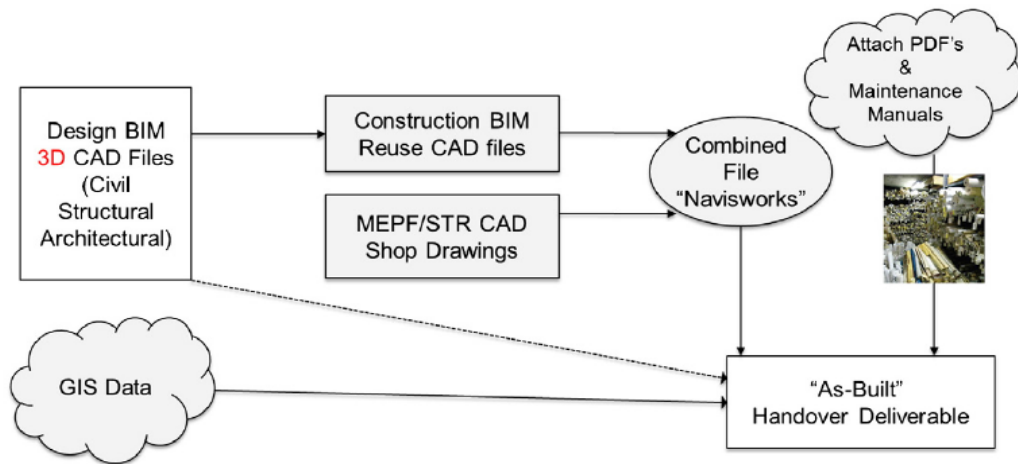 Design BIM
3D CAD Files
(Civil
Structural
Architectural)
Construction BIM
Reuse CAD files
MEPF/STR CAD
Shop Drawings
Combined
File
“Navisworks”
Attach PDF's
&
Maintenance
Manuals
GIS Data
“As-Built”
Handover Deliverable